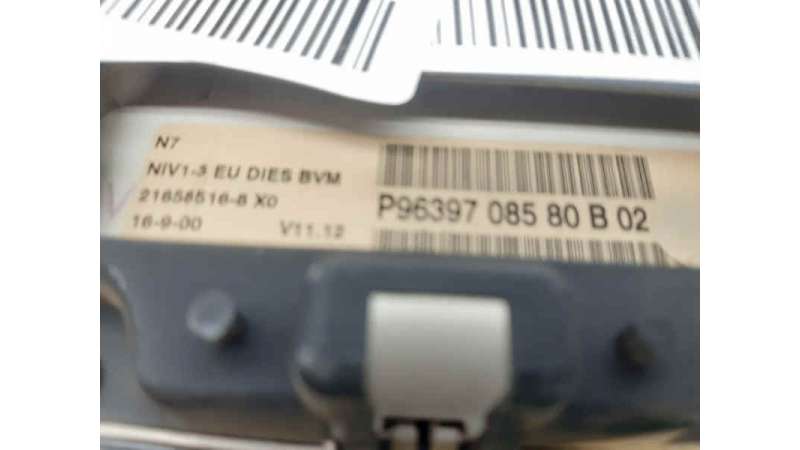 N7
NIV1-3 EU DIES BVM
21658516-8 X0
16-9-00 V11.12
P96397 085 80 B 02